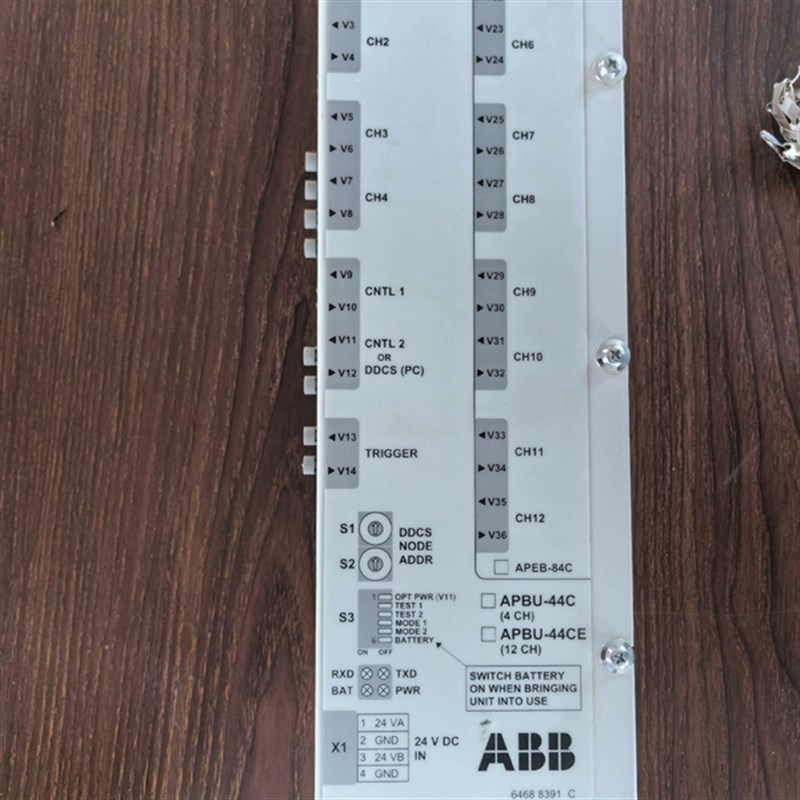 ◄ V3
CH2
► V4
◄ V5
CH3
► V6
◄ V7
CH4
► V8
◄ V9
CNTL 1
► V10
◄ V11
CNTL 2
OR
► V12
DDCS (PC)
◄ V13
TRIGGER
► V14
◄ V23
CH6
► V24
◄ V25
CH7
► V26
◄ V27
CH8
► V28
◄ V29
CH9
► V30
◄ V31
CH10
► V32
◄ V33
CH11
► V34
◄ V35
CH12
► V36
APEB-84C
S1
S2
DDCS
NODE
ADDR
S3
1 OPT PWR (V11)
TEST 1
TEST 2
MODE 1
MODE 2
6 BATTERY
ON OFF
APBU-44C
(4 CH)
APBU-44CE
(12 CH)
RXD TXD
BAT PWR
SWITCH BATTERY
ON WHEN BRINGING
UNIT INTO USE
X1
1 24 VA
2 GND
3 24 VB
4 GND
24 V DC
IN
ABB
6468 8391 C